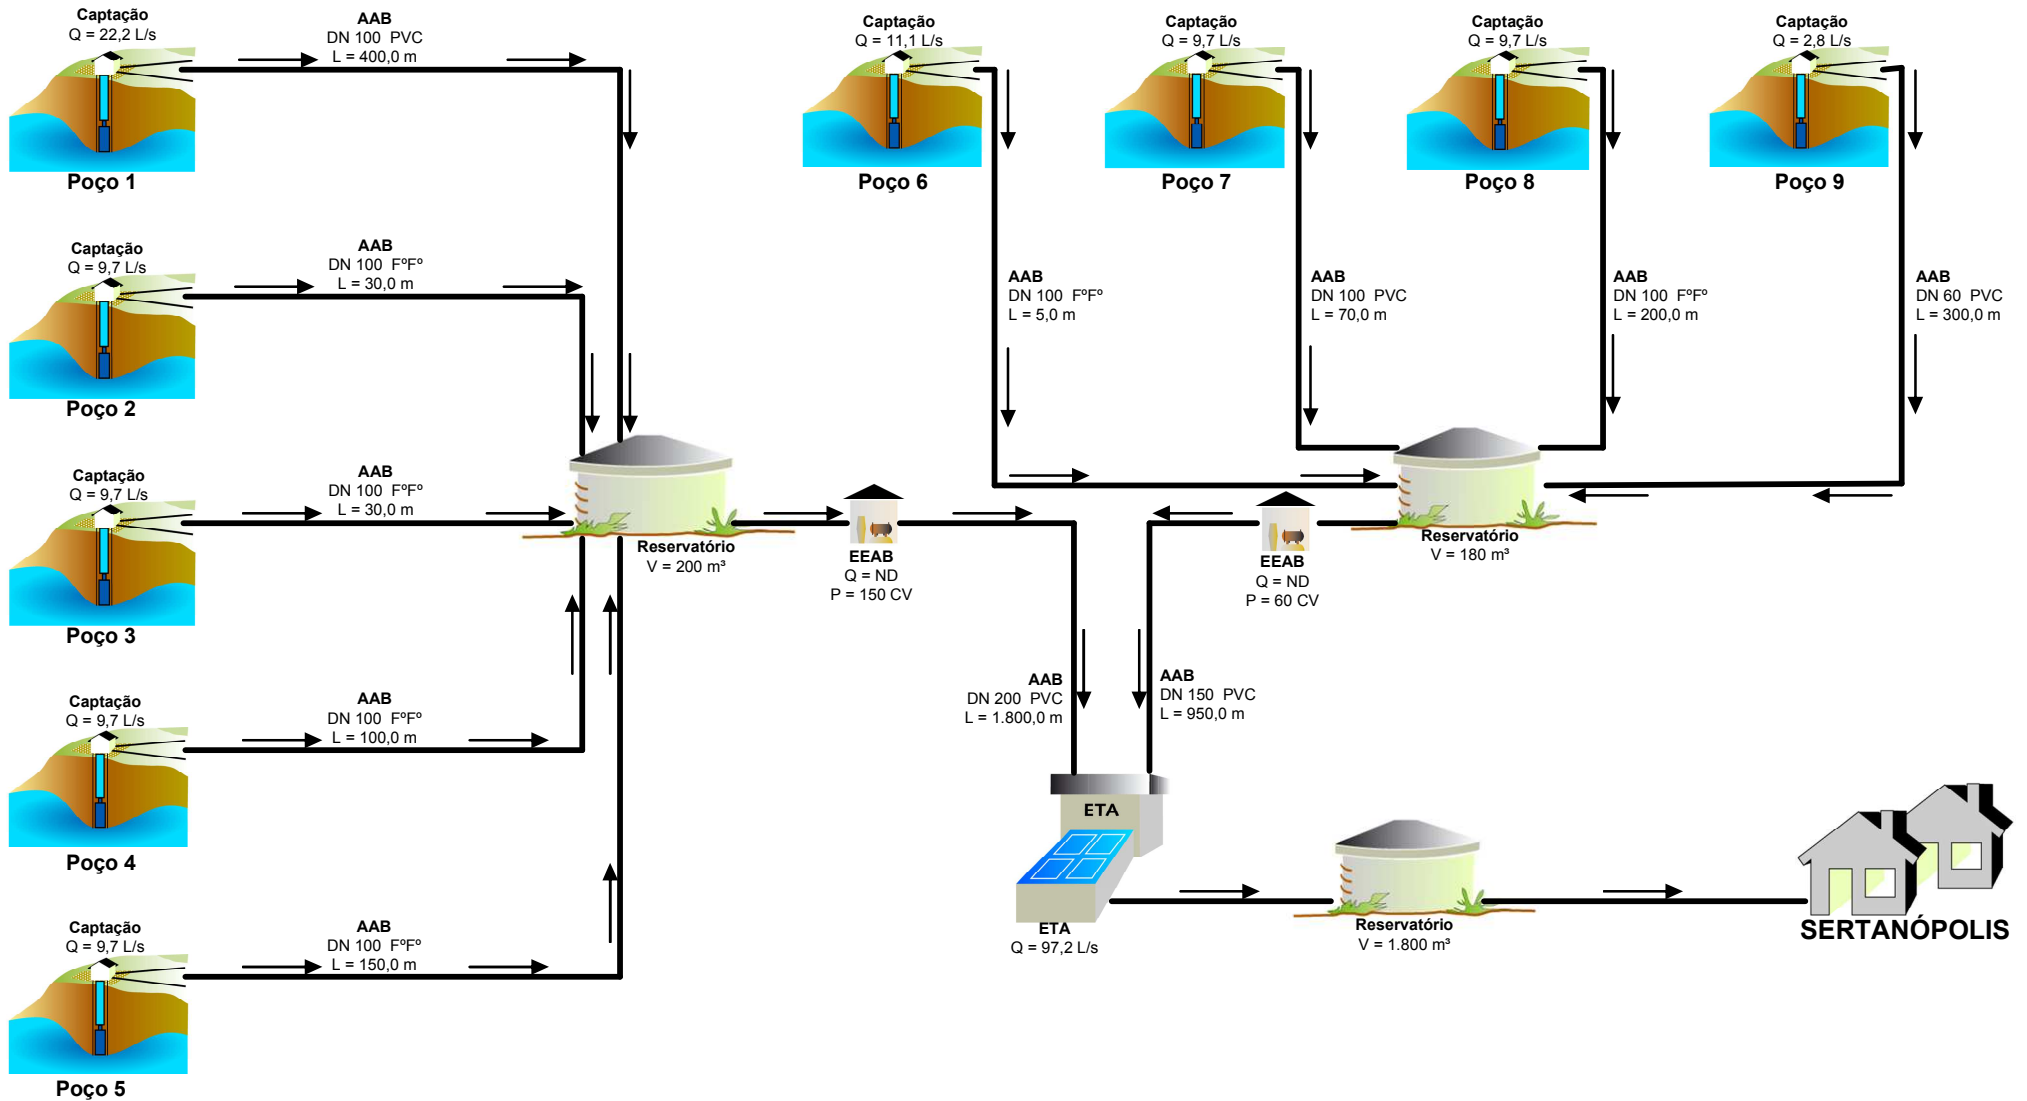 Captação
Q = 22,2 L/s
AAB
DN 100 PVC
L = 400,0 m
Poço 1
Captação
Q = 11,1 L/s
Poço 6
Captação
Q = 9,7 L/s
Poço 7
Captação
Q = 9,7 L/s
Poço 8
Captação
Q = 2,8 L/s
Poço 9
Captação
Q = 9,7 L/s
AAB
DN 100 FºFº
L = 30,0 m
Poço 2
AAB
DN 100 FºFº
L = 5,0 m
AAB
DN 100 PVC
L = 70,0 m
AAB
DN 100 FºFº
L = 200,0 m
AAB
DN 60 PVC
L = 300,0 m
Captação
Q = 9,7 L/s
AAB
DN 100 FºFº
L = 30,0 m
Poço 3
Reservatório
V = 200 m³
EEAB
Q = ND
P = 150 CV
EEAB
Q = ND
P = 60 CV
Reservatório
V = 180 m³
Captação
Q = 9,7 L/s
AAB
DN 100 FºFº
L = 100,0 m
Poço 4
AAB
DN 200 PVC
L = 1.800,0 m
AAB
DN 150 PVC
L = 950,0 m
ETA
ETA
Q = 97,2 L/s
Reservatório
V = 1.800 m³
SERTANÓPOLIS
Captação
Q = 9,7 L/s
AAB
DN 100 FºFº
L = 150,0 m
Poço 5